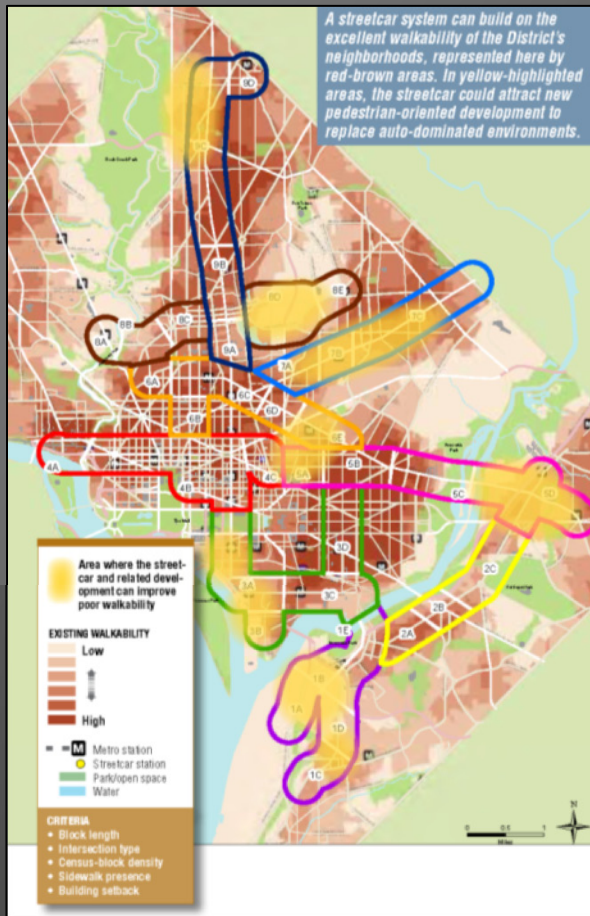 A streetcar system can build on the
excellent walkability of the District's
neighborhoods, represented here by
red-brown areas. In yellow-highlighted
areas, the streetcar could attract new
pedestrian-oriented development to
replace auto-dominated environments.
M
9D
9C
9B
8D
8E
8B
8C
8A
9A
7C
7B
7A
6A
6C
6B
6D
6E
4A
4B
4C
5A
5B
5C
5D
3D
3A
3C
3B
2C
2B
2A
1E
1B
1A
1D
1C
Area where the street-
car and related devel-
opment can improve
poor walkability
EXISTING WALKABILITY
Low
High
M Metro station
Streetcar station
Park/open space
Water
CRITERIA
Block length
Intersection type
Census-block density
Sidewalk presence
Building setback
N
0 0.5 1
Miles